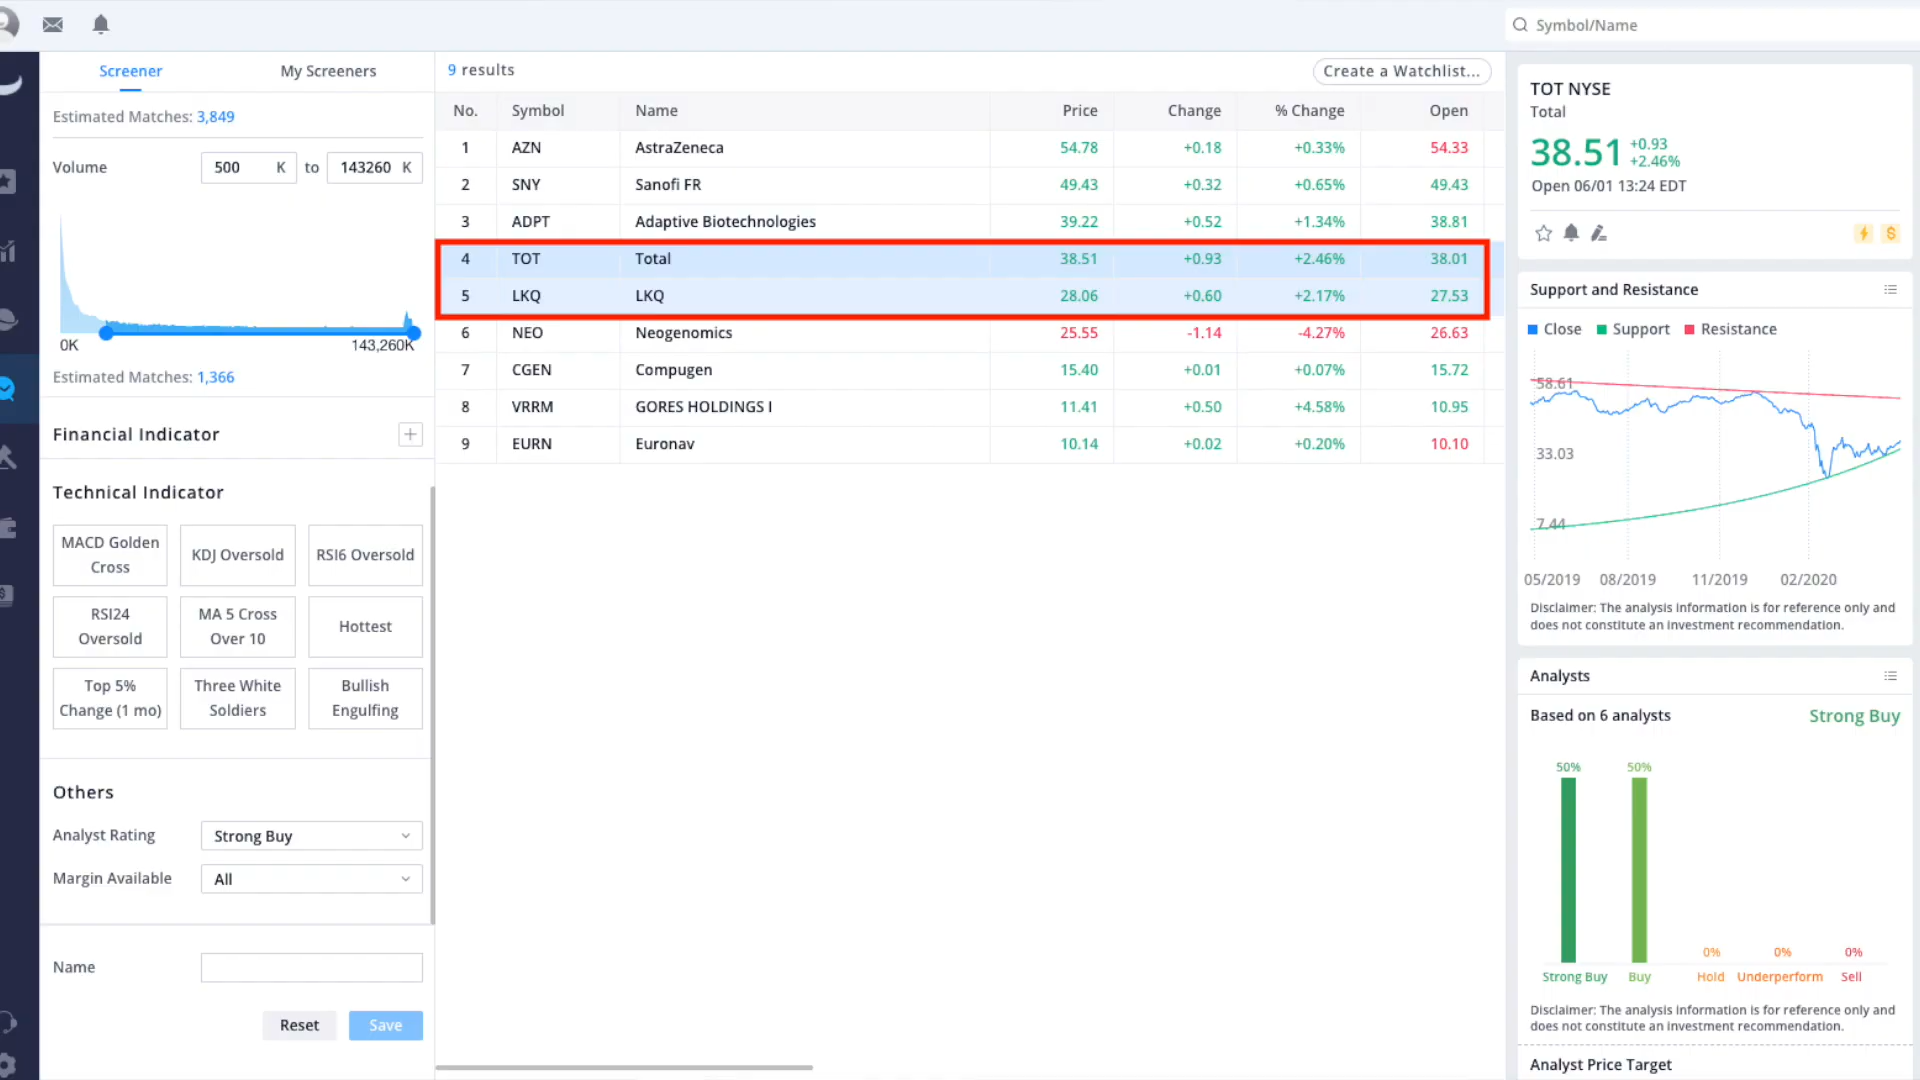 Symbol/Name
Screener
My Screeners
Estimated Matches: 3,849
Volume 500 K to 143260 K
0K 143,260K
Estimated Matches: 1,366
Financial Indicator
Technical Indicator
MACD Golden
Cross
KDJ Oversold
RSI6 Oversold
RSI24
Oversold
MA 5 Cross
Over 10
Hottest
Top 5%
Change (1 mo)
Three White
Soldiers
Bullish
Engulfing
Others
Analyst Rating Strong Buy
Margin Available All
Name
Reset Save
9 results
Create a Watchlist...
No. Symbol Name Price Change % Change Open
1 AZN AstraZeneca 54.78 +0.18 +0.33% 54.33
2 SNY Sanofi FR 49.43 +0.32 +0.65% 49.43
3 ADPT Adaptive Biotechnologies 39.22 +0.52 +1.34% 38.81
4 TOT Total 38.51 +0.93 +2.46% 38.01
5 LKQ LKQ 28.06 +0.60 +2.17% 27.53
6 NEO Neogenomics 25.55 -1.14 -4.27% 26.63
7 CGEN Compugen 15.40 +0.01 +0.07% 15.72
8 VRRM GORES HOLDINGS I 11.41 +0.50 +4.58% 10.95
9 EURN Euronav 10.14 +0.02 +0.20% 10.10
TOT NYSE
Total
38.51 +0.93
+2.46%
Open 06/01 13:24 EDT
Support and Resistance
Close Support Resistance
58.61
33.03
7.44
05/2019 08/2019 11/2019 02/2020
Disclaimer: The analysis information is for reference only and
does not constitute an investment recommendation.
Analysts
Based on 6 analysts Strong Buy
50% 50% 0% 0% 0%
Strong Buy Buy Hold Underperform Sell
Disclaimer: The analysis information is for reference only and
does not constitute an investment recommendation.
Analyst Price Target